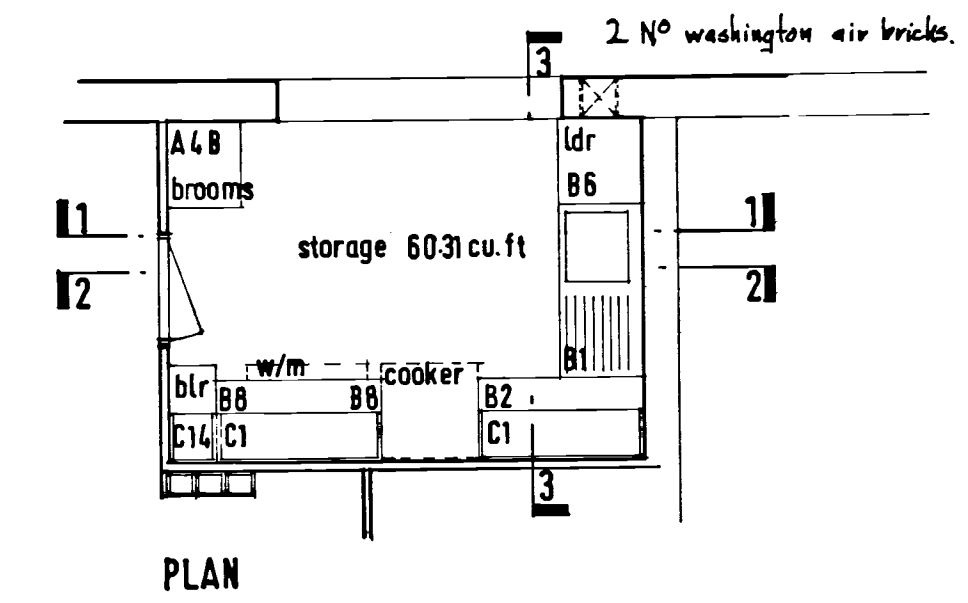 2 Nº washington air bricks.
3
A4B
brooms
ldr
B6
1
1
storage 60·31 cu.ft
2
2
B1
w/m
cooker
blr
B8
B8
B2
C14
C1
C1
3
PLAN